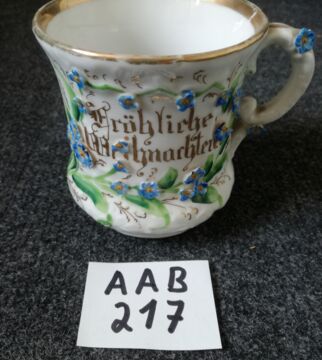 Fröhliche
Weihnachten
AAB
217